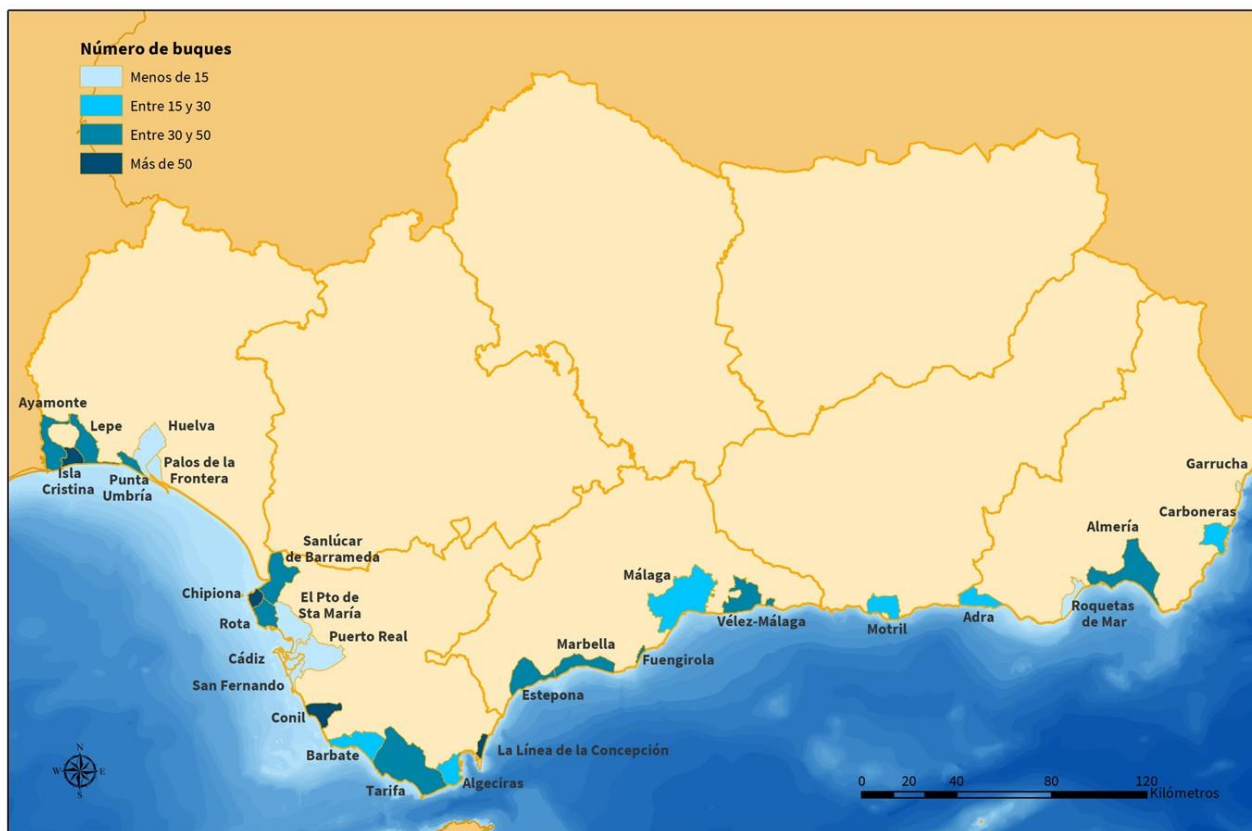 Número de buques
Menos de 15
Entre 15 y 30
Entre 30 y 50
Más de 50
Ayamonte
Lepe
Huelva
Isla
Cristina
Punta
Umbría
Palos de la
Frontera
Garrucha
Carboneras
Almería
Sanlúcar
de Barrameda
Chipiona
El Pto de
Sta María
Rota
Puerto Real
Cádiz
San Fernando
Conil
Barbate
Tarifa
Algeciras
La Línea de la Concepción
Estepona
Marbella
Fuengirola
Málaga
Vélez-Málaga
Motril
Adra
Roquetas
de Mar
N
W E
S
0 20 40 80 120
Kilómetros